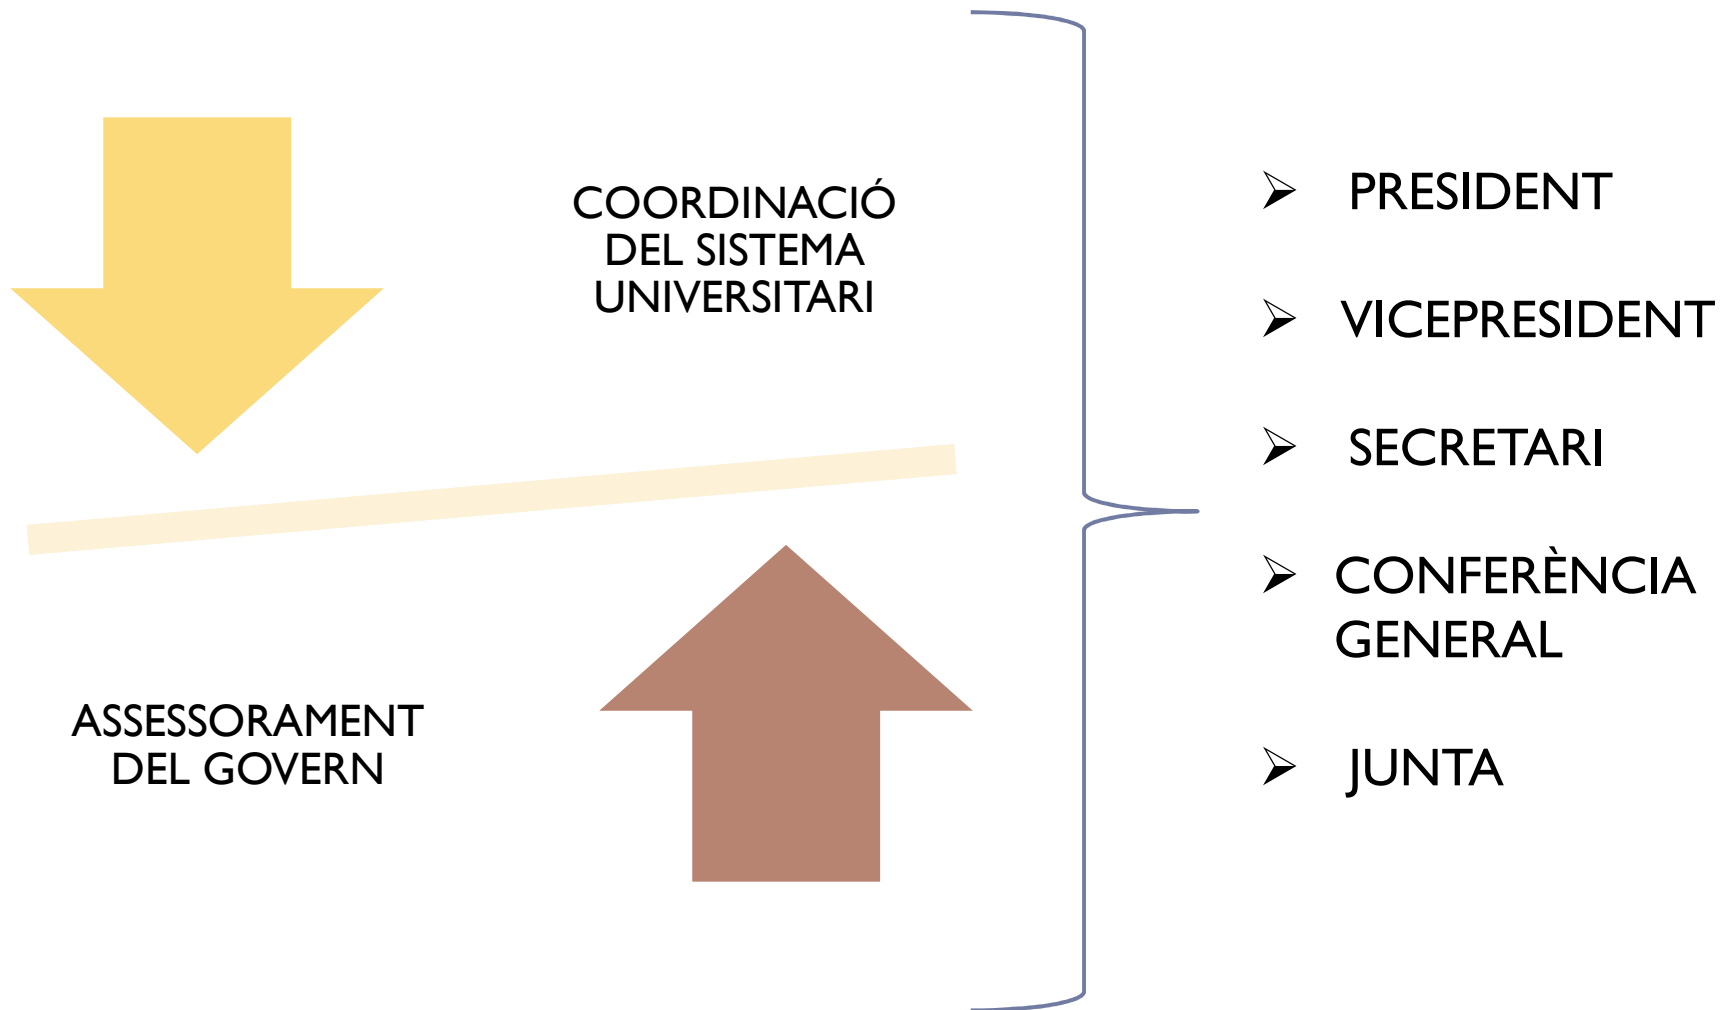 COORDINACIÓ
DEL SISTEMA
UNIVERSITARI
ASSESSORAMENT
DEL GOVERN
PRESIDENT
VICEPRESIDENT
SECRETARI
CONFERÈNCIA
GENERAL
JUNTA